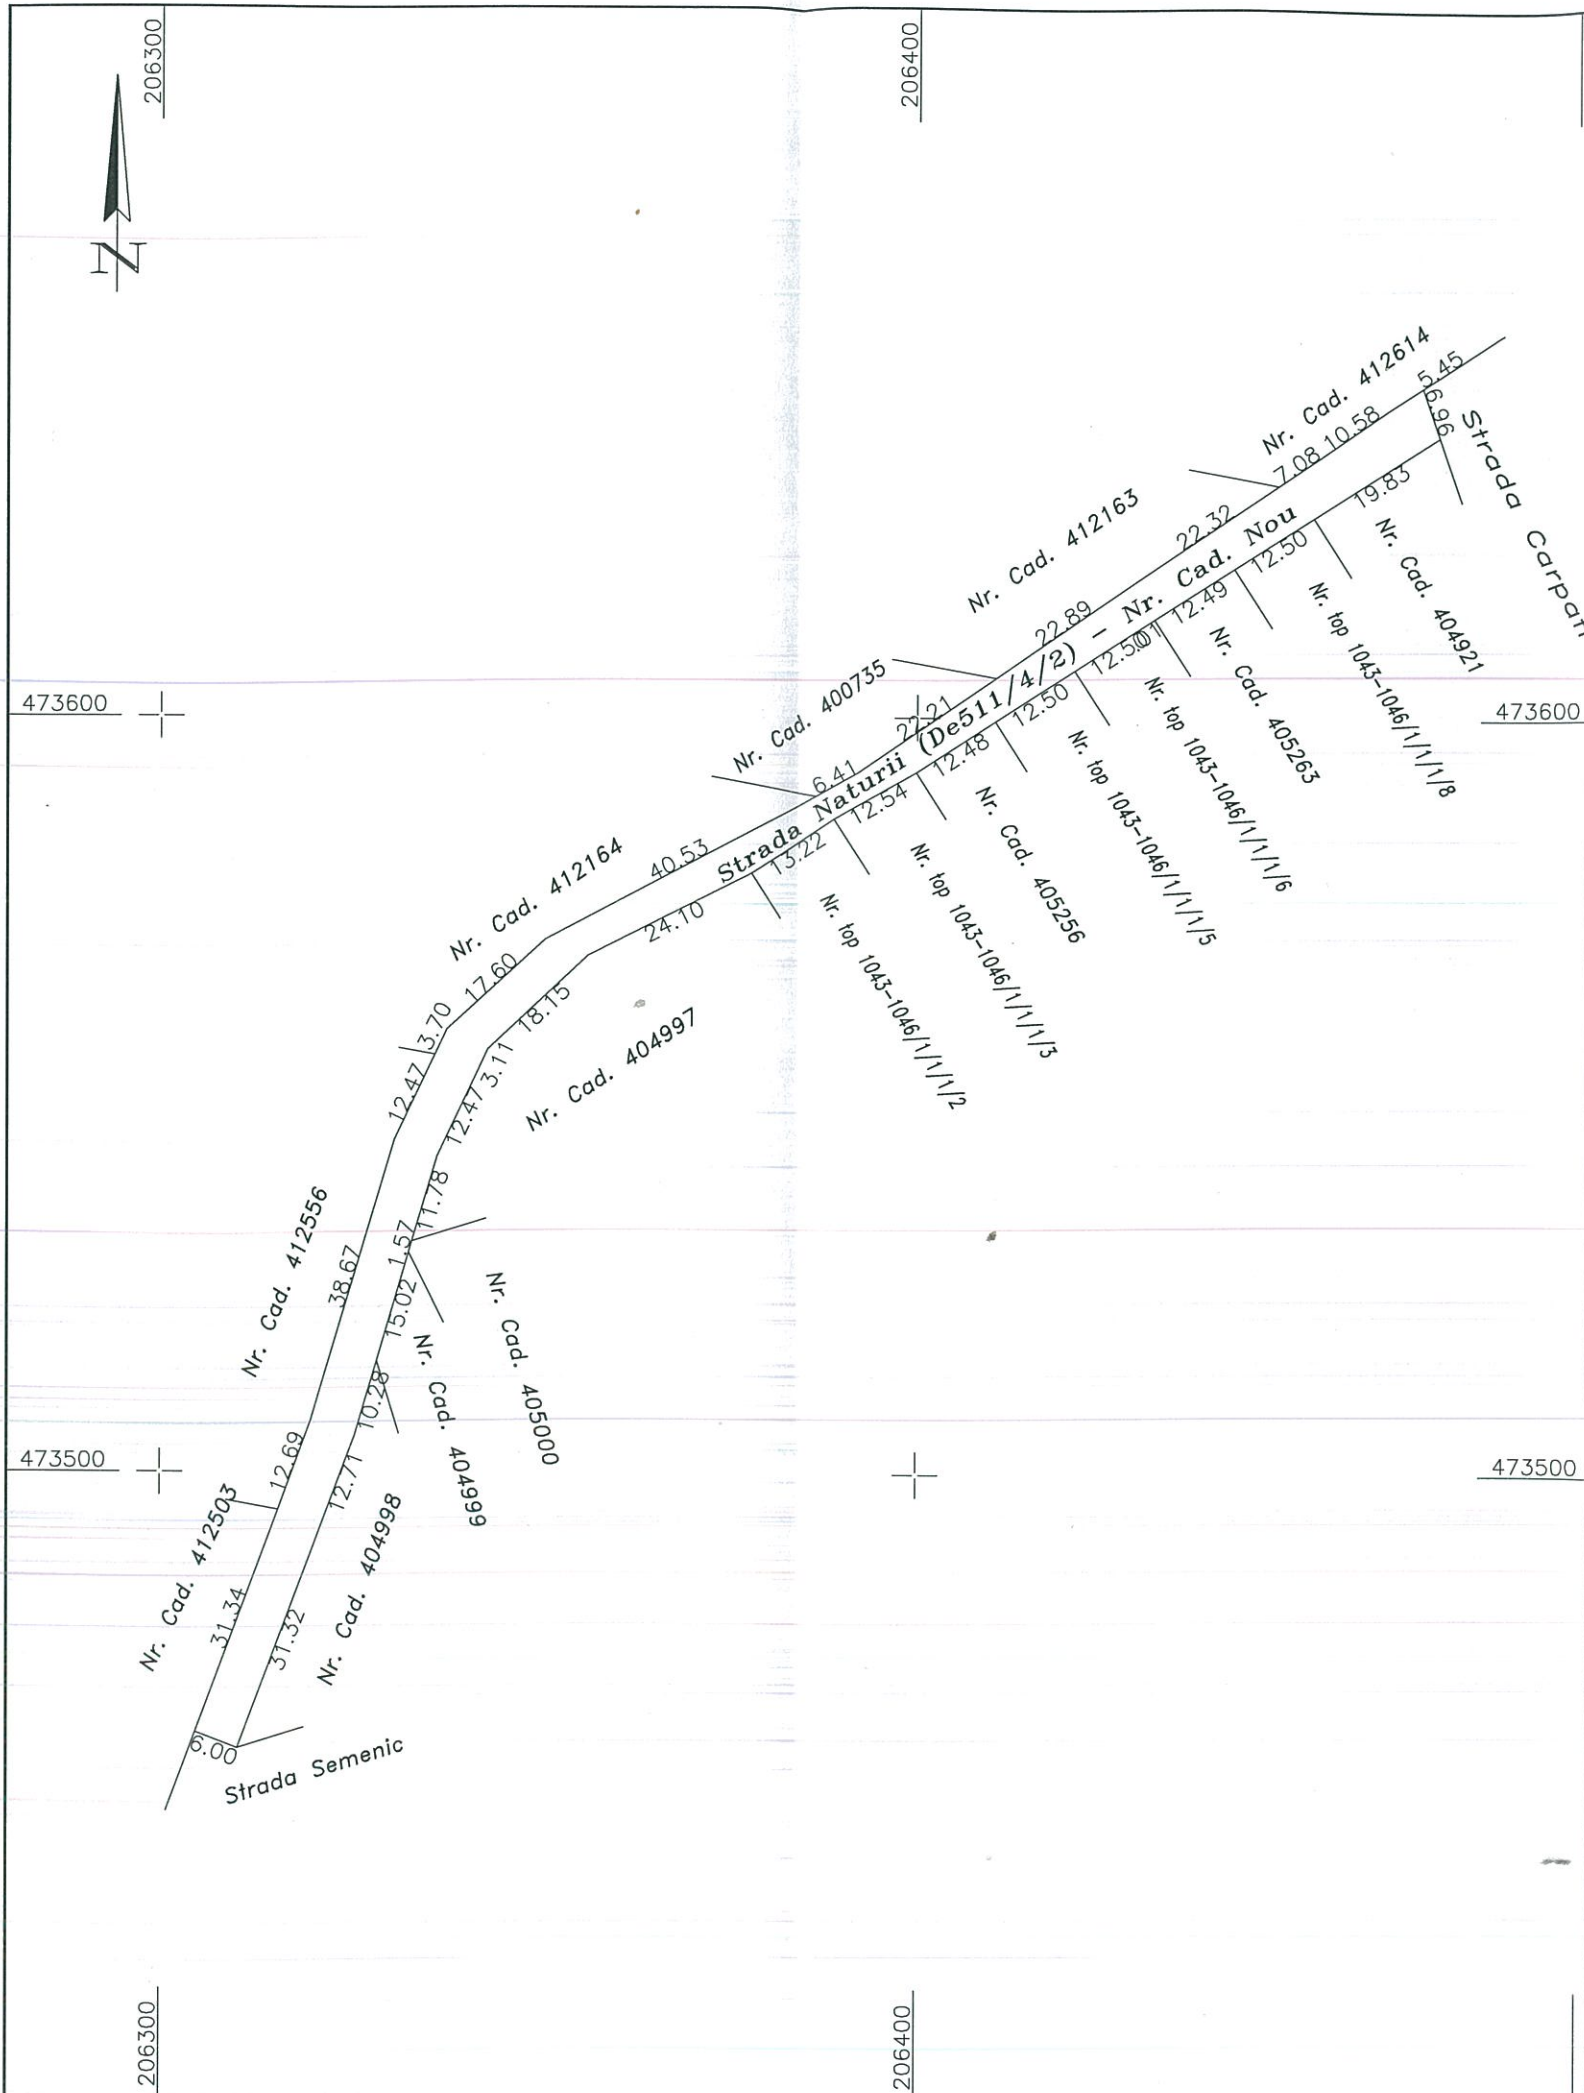 206300
206400
N
Nr. Cad. 412614
5.45
6.96
Strada
7.08
10.58
19.83
Nr. Cad. 412163
22.32
22.89
Strada Naturii (De511/4/2) - Nr. Cad. Nou
12.50
12.49
12.50
12.50
12.48
12.54
13.22
Nr. Cad. 404921
Nr. top 1043-1046/1/1/1/8
Nr. Cad. 405263
Nr. top 1043-1046/1/1/1/6
Nr. top 1043-1046/1/1/1/5
Nr. Cad. 405256
Nr. top 1043-1046/1/1/1/3
Nr. top 1043-1046/1/1/1/2
473600
473600
Nr. Cad. 400735
22.21
6.41
Nr. Cad. 412164
40.53
24.10
17.60
18.15
3.70
3.11
Nr. Cad. 404997
12.47
12.47
11.78
1.57
Nr. Cad. 412556
38.67
15.02
Nr. Cad. 405000
Nr. Cad. 404999
10.28
12.69
12.71
473500
473500
Nr. Cad. 412503
Nr. Cad. 404998
31.34
31.32
6.00
Strada Semenic
206300
206400